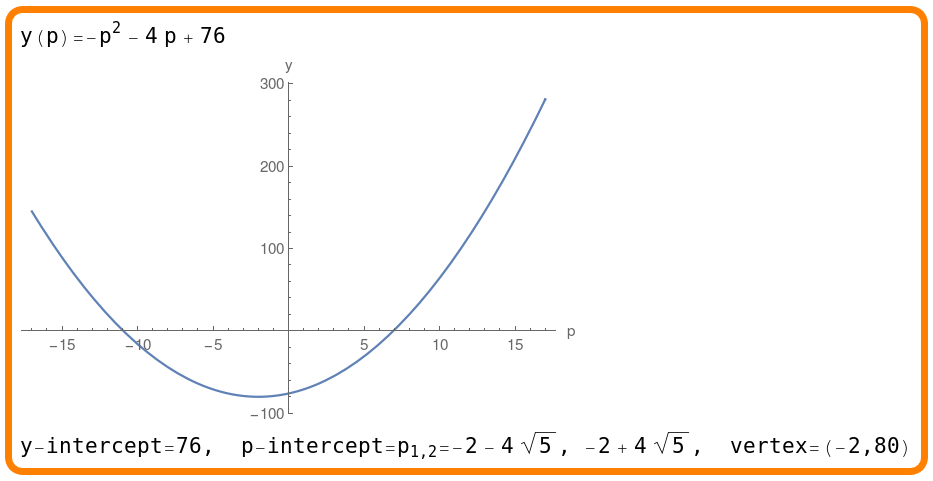 y(p)=-p² - 4 p + 76
y
300
200
100
-15 -10 -5 5 10 15 p
-100
y-intercept=76, p-intercept=p₁,₂=-2 - 4 √5, -2 + 4 √5, vertex=(-2,80)